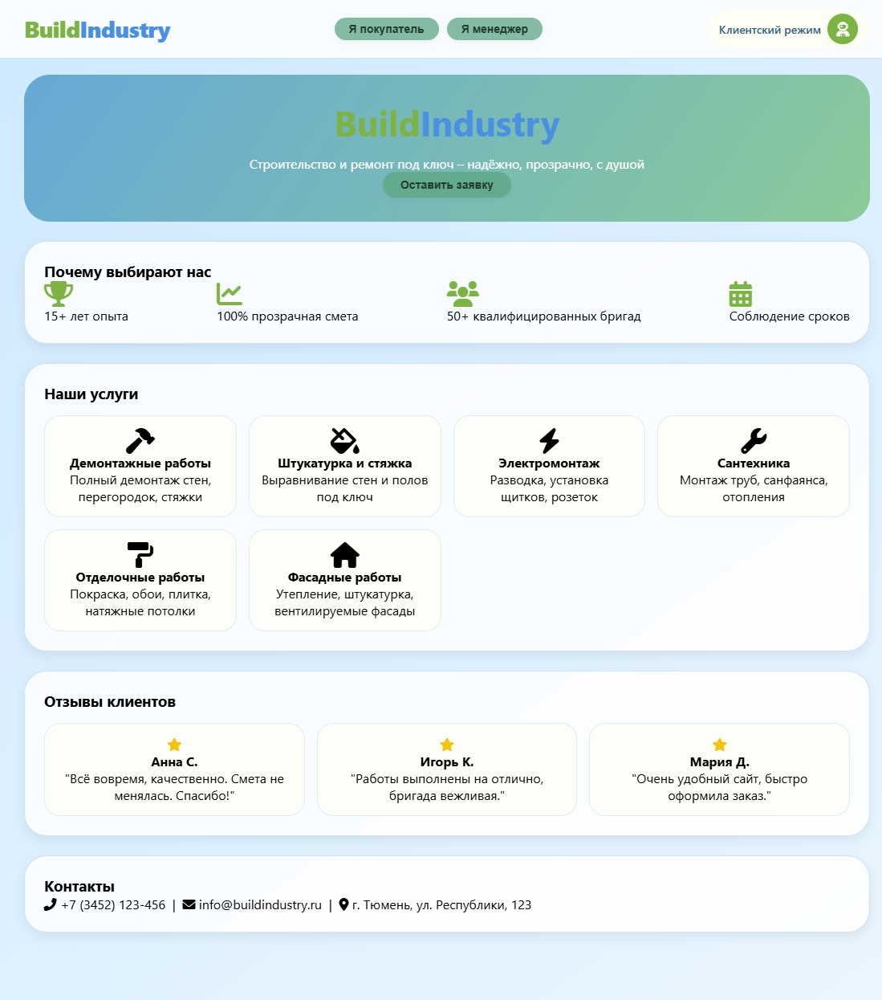 BuildIndustry
Я покупатель
Я менеджер
Клиентский режим
BuildIndustry
Строительство и ремонт под ключ – надёжно, прозрачно, с душой
Оставить заявку
Почему выбирают нас
15+ лет опыта
100% прозрачная смета
50+ квалифицированных бригад
Соблюдение сроков
Наши услуги
Демонтажные работы
Полный демонтаж стен,
перегородок, стяжки
Штукатурка и стяжка
Выравнивание стен и полов
под ключ
Электромонтаж
Разводка, установка
щитков, розеток
Сантехника
Монтаж труб, санфаянса,
отопления
Отделочные работы
Покраска, обои, плитка,
натяжные потолки
Фасадные работы
Утепление, штукатурка,
вентилируемые фасады
Отзывы клиентов
Анна С.
"Всё вовремя, качественно. Смета не
менялась. Спасибо!"
Игорь К.
"Работы выполнены на отлично,
бригада вежливая."
Мария Д.
"Очень удобный сайт, быстро
оформила заказ."
Контакты
+7 (3452) 123-456 | info@buildindustry.ru | г. Тюмень, ул. Республики, 123